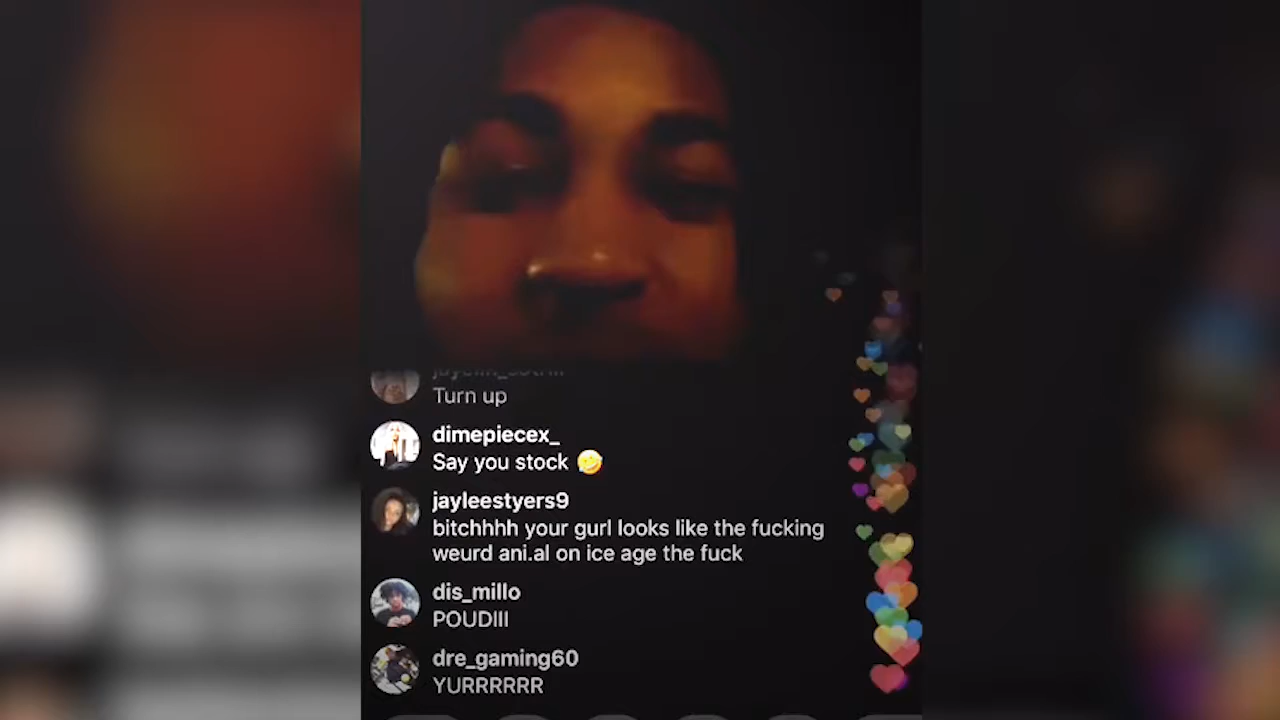 Turn up
dimepiecex_
Say you stock 🤣
jayleestyers9
bitchhhh your gurl looks like the fucking
weurd ani.al on ice age the fuck
dis_millo
POUDIII
dre_gaming60
YURRRRRR